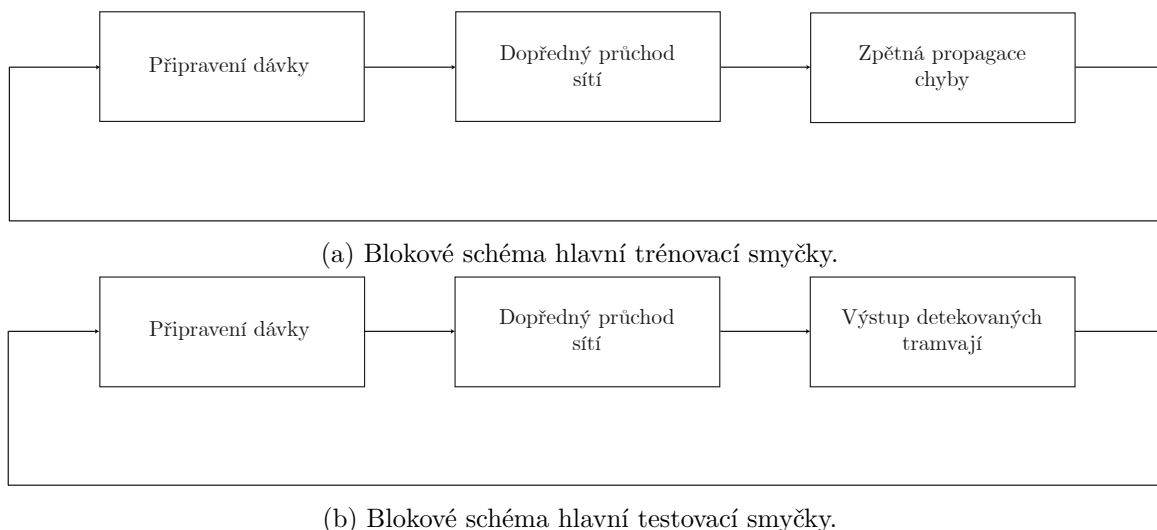 Připravení dávky
Dopředný průchod
sítí
Zpětná propagace
chyby
(a) Blokové schéma hlavní trénovací smyčky.
Připravení dávky
Dopředný průchod
sítí
Výstup detekovaných
tramvají
(b) Blokové schéma hlavní testovací smyčky.